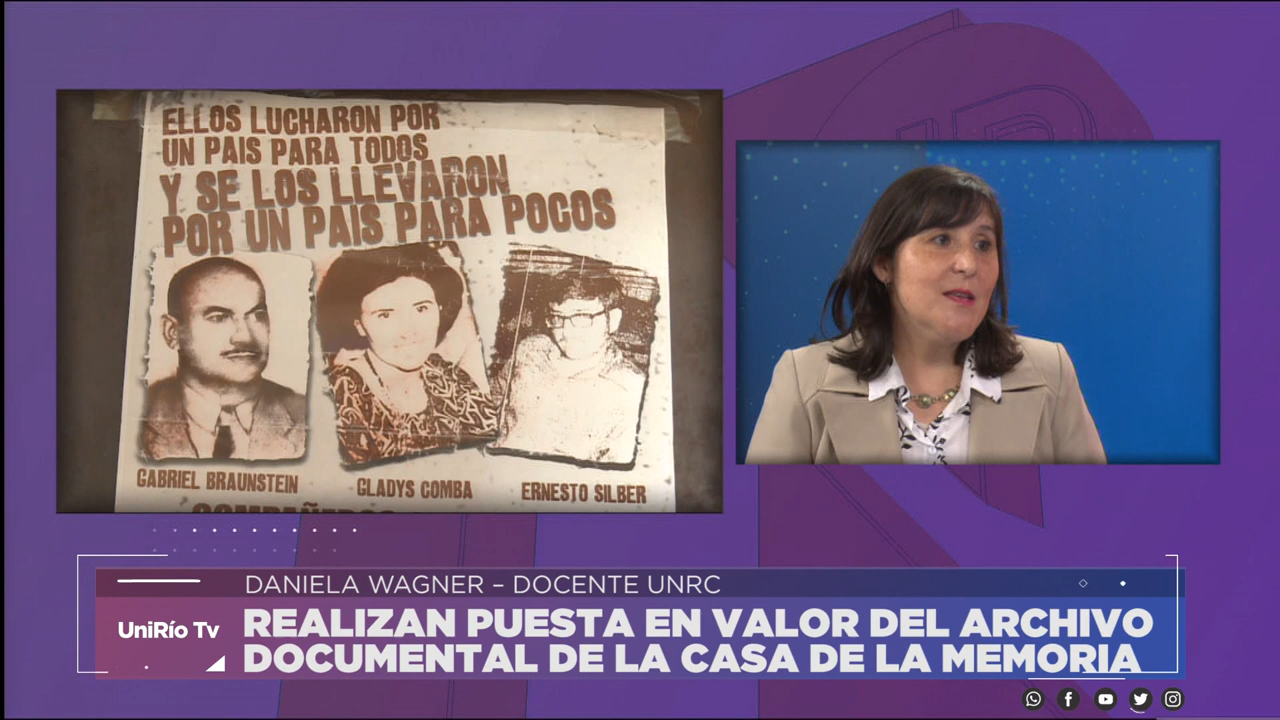 ELLOS LUCHARON POR
UN PAIS PARA TODOS
Y SE LOS LLEVARON
POR UN PAIS PARA POCOS
GABRIEL BRAUNSTEIN
GLADYS COMBA
ERNESTO SILBER
COMPAÑEROS
DANIELA WAGNER – DOCENTE UNRC
UniRío Tv
REALIZAN PUESTA EN VALOR DEL ARCHIVO
DOCUMENTAL DE LA CASA DE LA MEMORIA